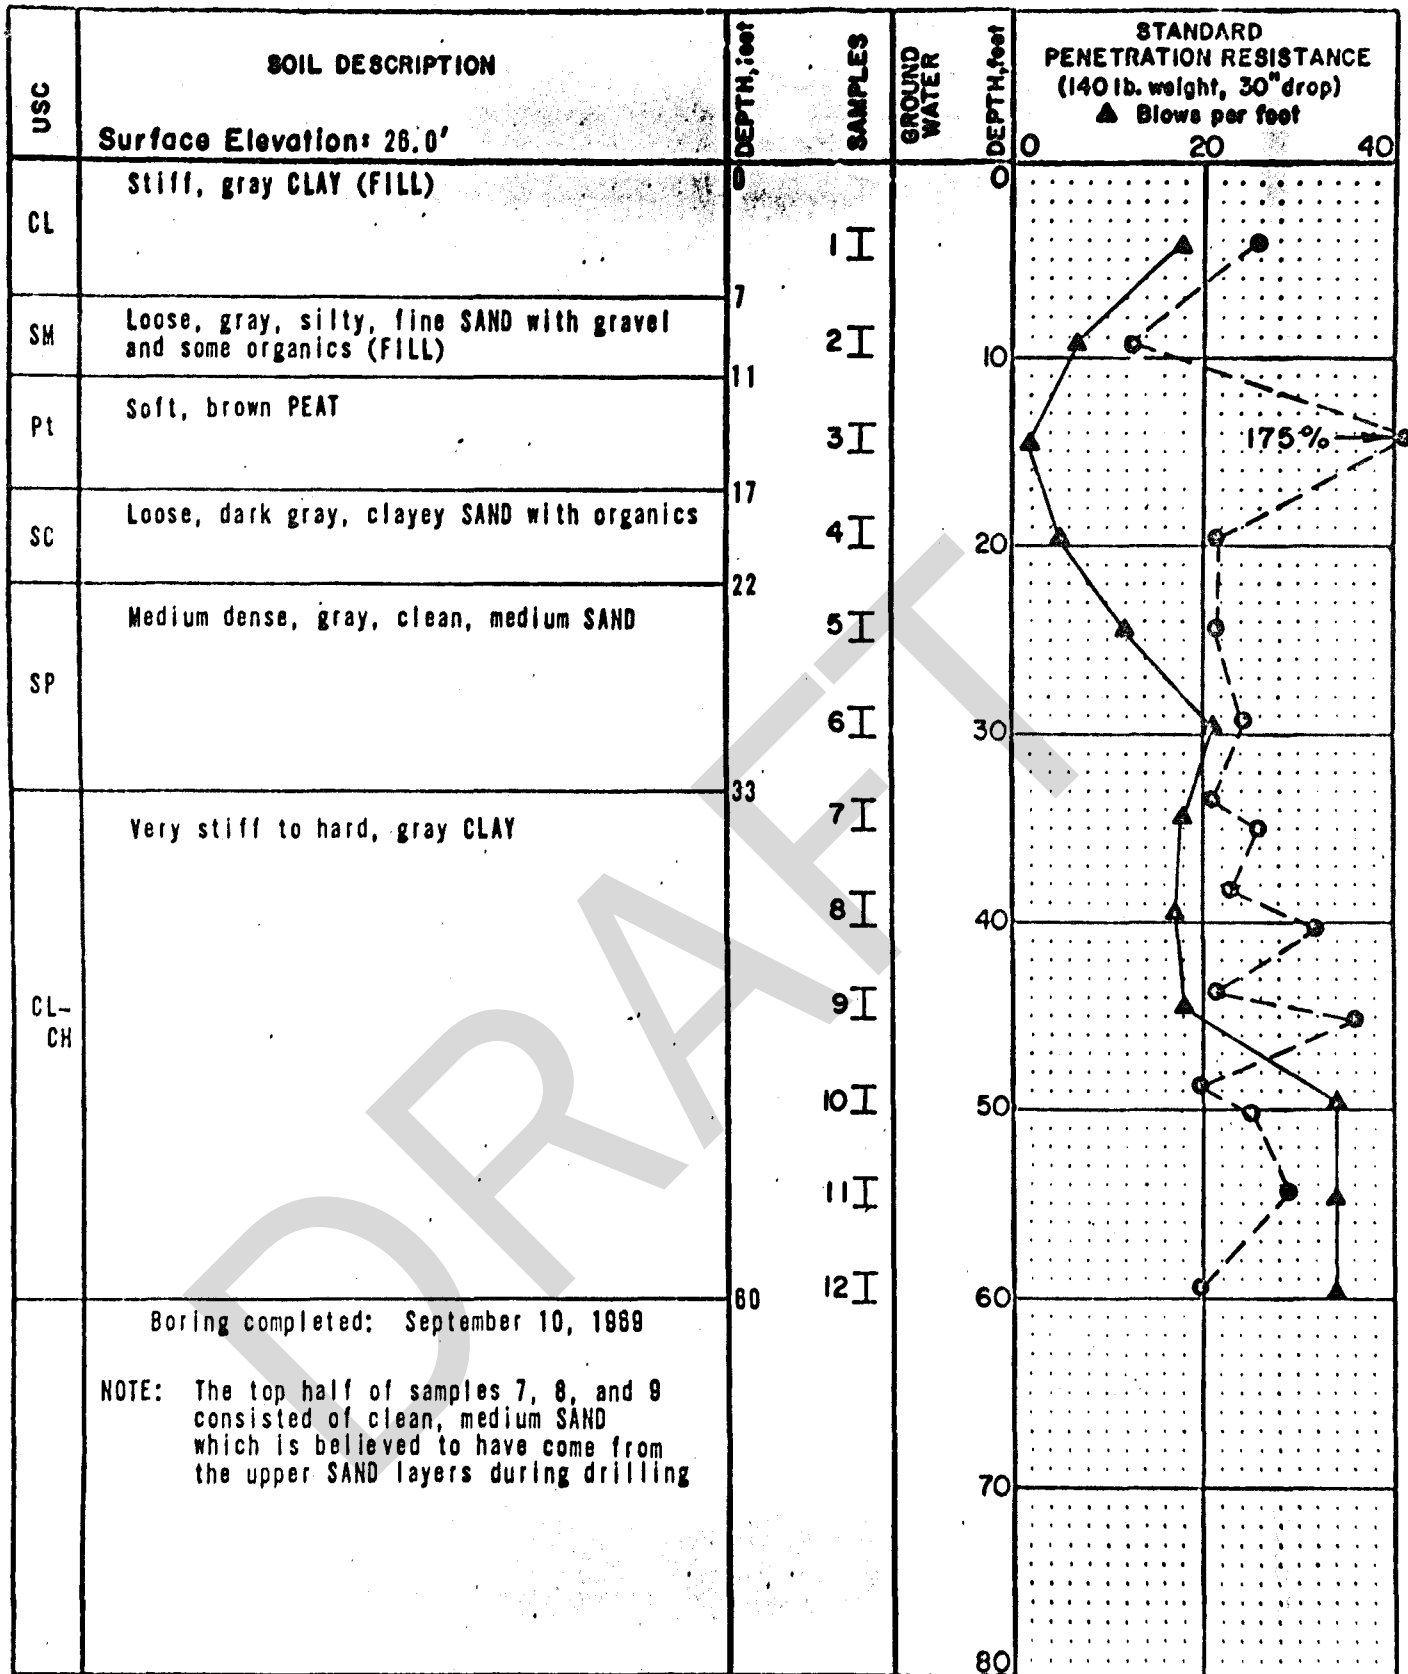 USC
SOIL DESCRIPTION
Surface Elevation: 26.0'
DEPTH, feet
SAMPLES
GROUND WATER
DEPTH, feet
STANDARD
PENETRATION RESISTANCE
(140 lb. weight, 30" drop)
▲ Blows per foot
0 20 40
CL
Stiff, gray CLAY (FILL)
0
1
0
7
SM
Loose, gray, silty, fine SAND with gravel
and some organics (FILL)
2
10
11
Pt
Soft, brown PEAT
3
175%
17
SC
Loose, dark gray, clayey SAND with organics
4
20
22
SP
Medium dense, gray, clean, medium SAND
5
6
30
33
CL-
CH
Very stiff to hard, gray CLAY
7
8
40
9
10
50
11
12
60
60
Boring completed: September 10, 1969
NOTE: The top half of samples 7, 8, and 9
consisted of clean, medium SAND
which is believed to have come from
the upper SAND layers during drilling
70
80
DRAFT